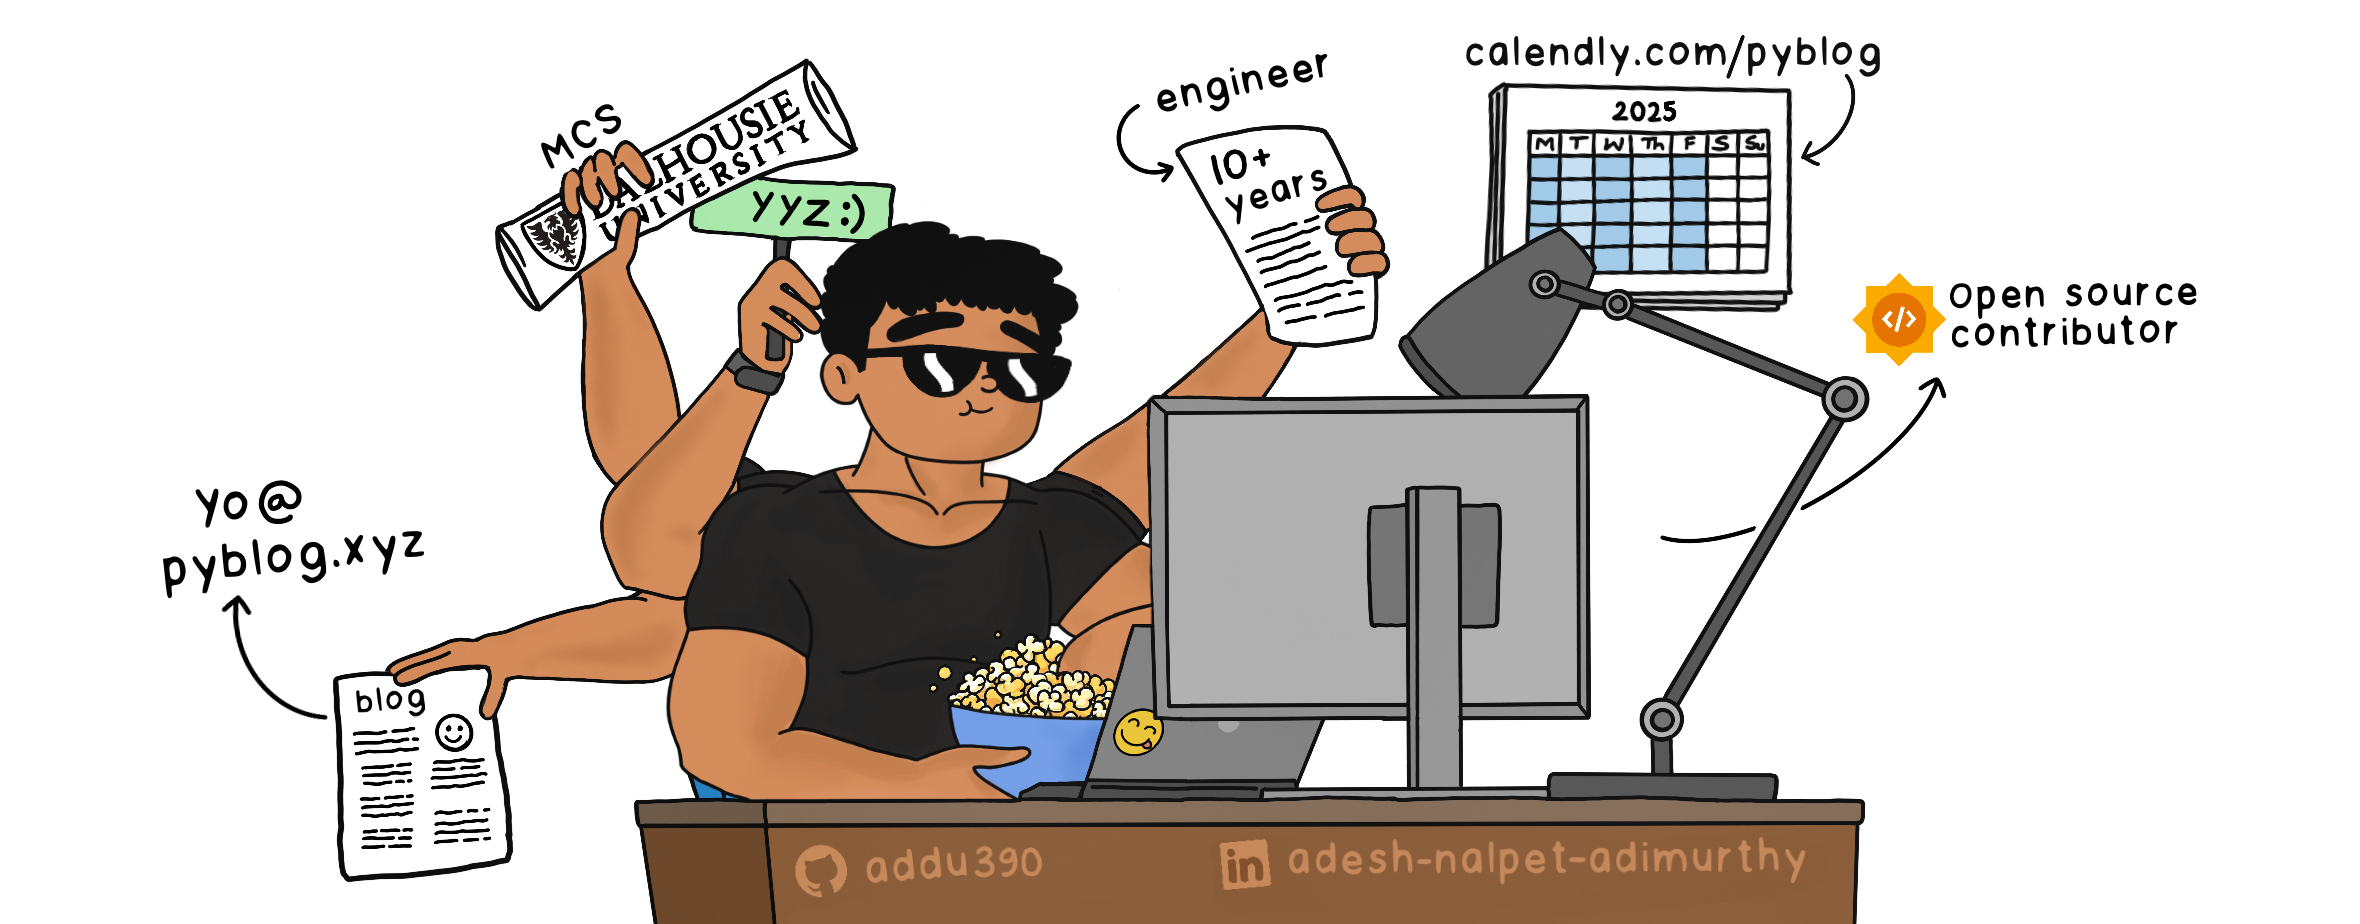 calendly.com/pyblog
engineer
2025
M T W Th F S Su
MCS
DALHOUSIE
UNIVERSITY
10+
years
yyz:)
</>
Open source
contributor
yo@
pyblog.xyz
blog
addu390
in adesh-nalpet-adimurthy